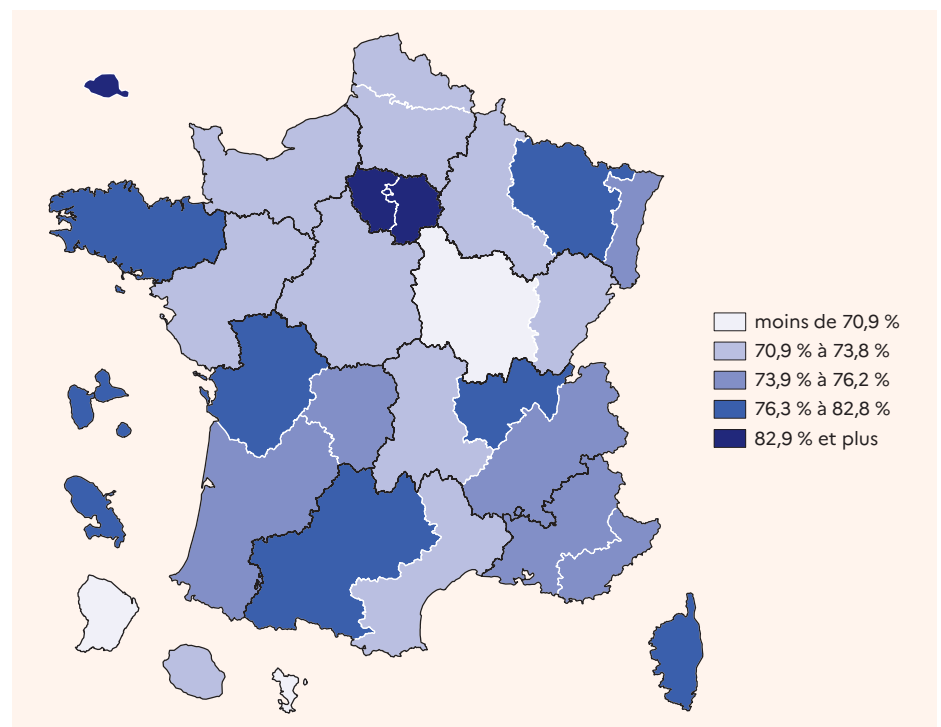 moins de 70,9 %
70,9 % à 73,8 %
73,9 % à 76,2 %
76,3 % à 82,8 %
82,9 % et plus